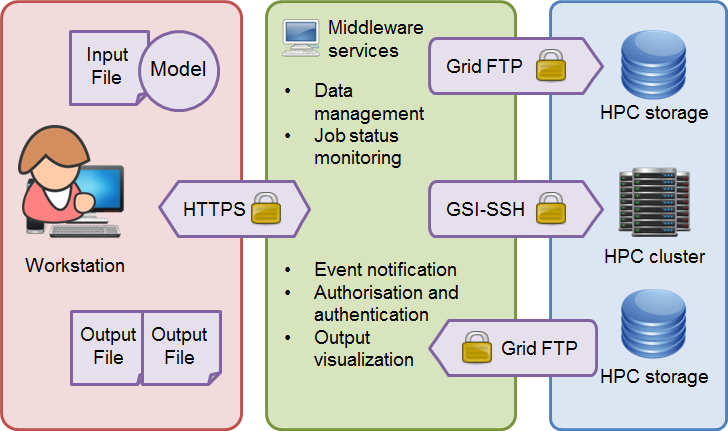 Input
File
Model
Workstation
Output
File
Output
File
HTTPS
Middleware
services
• Data
management
• Job status
monitoring
• Event notification
• Authorisation and
authentication
• Output
visualization
Grid FTP
GSI-SSH
Grid FTP
HPC storage
HPC cluster
HPC storage